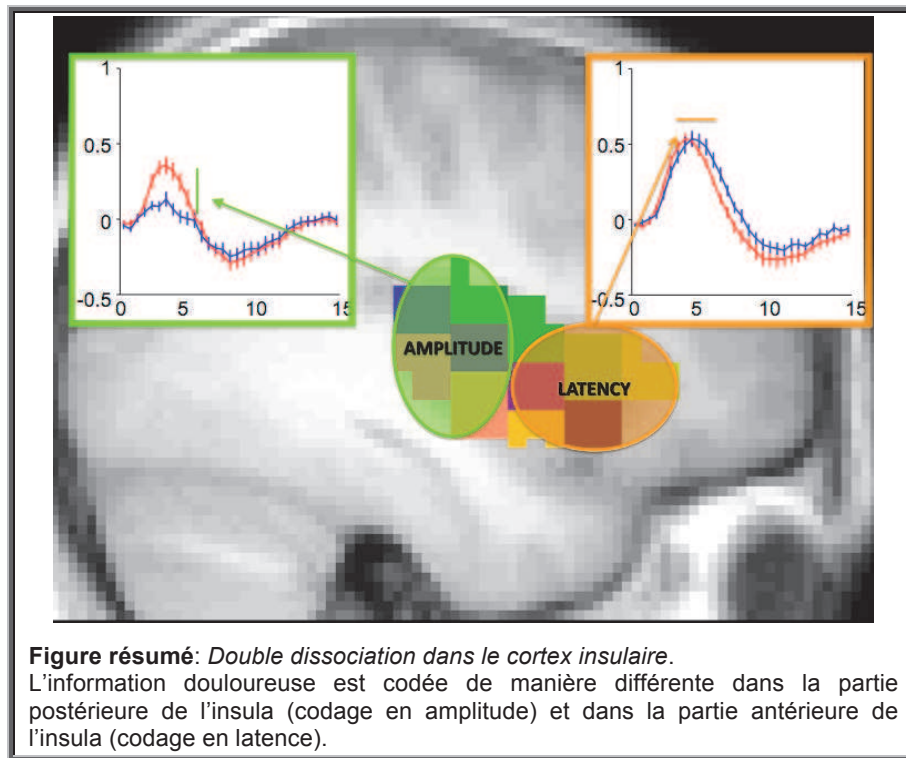 1
0.5
0
-0.5
0 5 10 15
1
0.5
0
-0.5
0 5 10 15
AMPLITUDE
LATENCY
Figure résumé: Double dissociation dans le cortex insulaire.
L’information douloureuse est codée de manière différente dans la partie
postérieure de l’insula (codage en amplitude) et dans la partie antérieure de
l’insula (codage en latence).